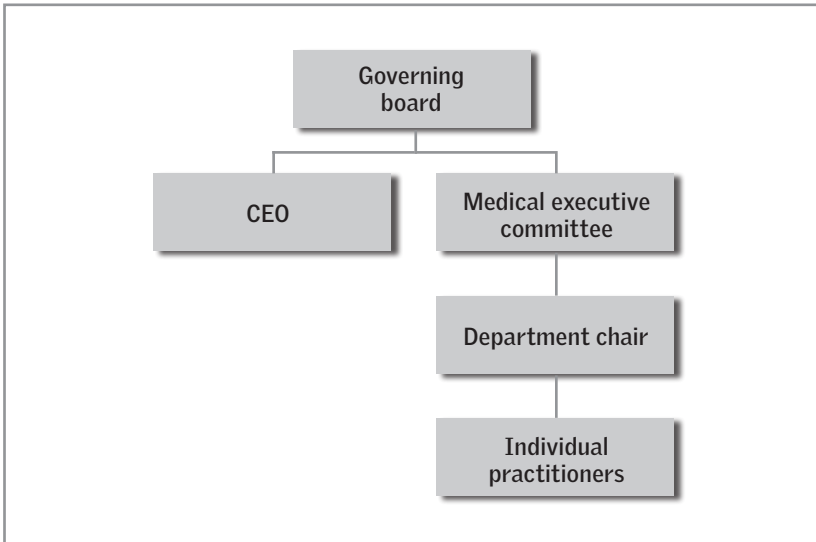 Governing
board
CEO
Medical executive
committee
Department chair
Individual
practitioners